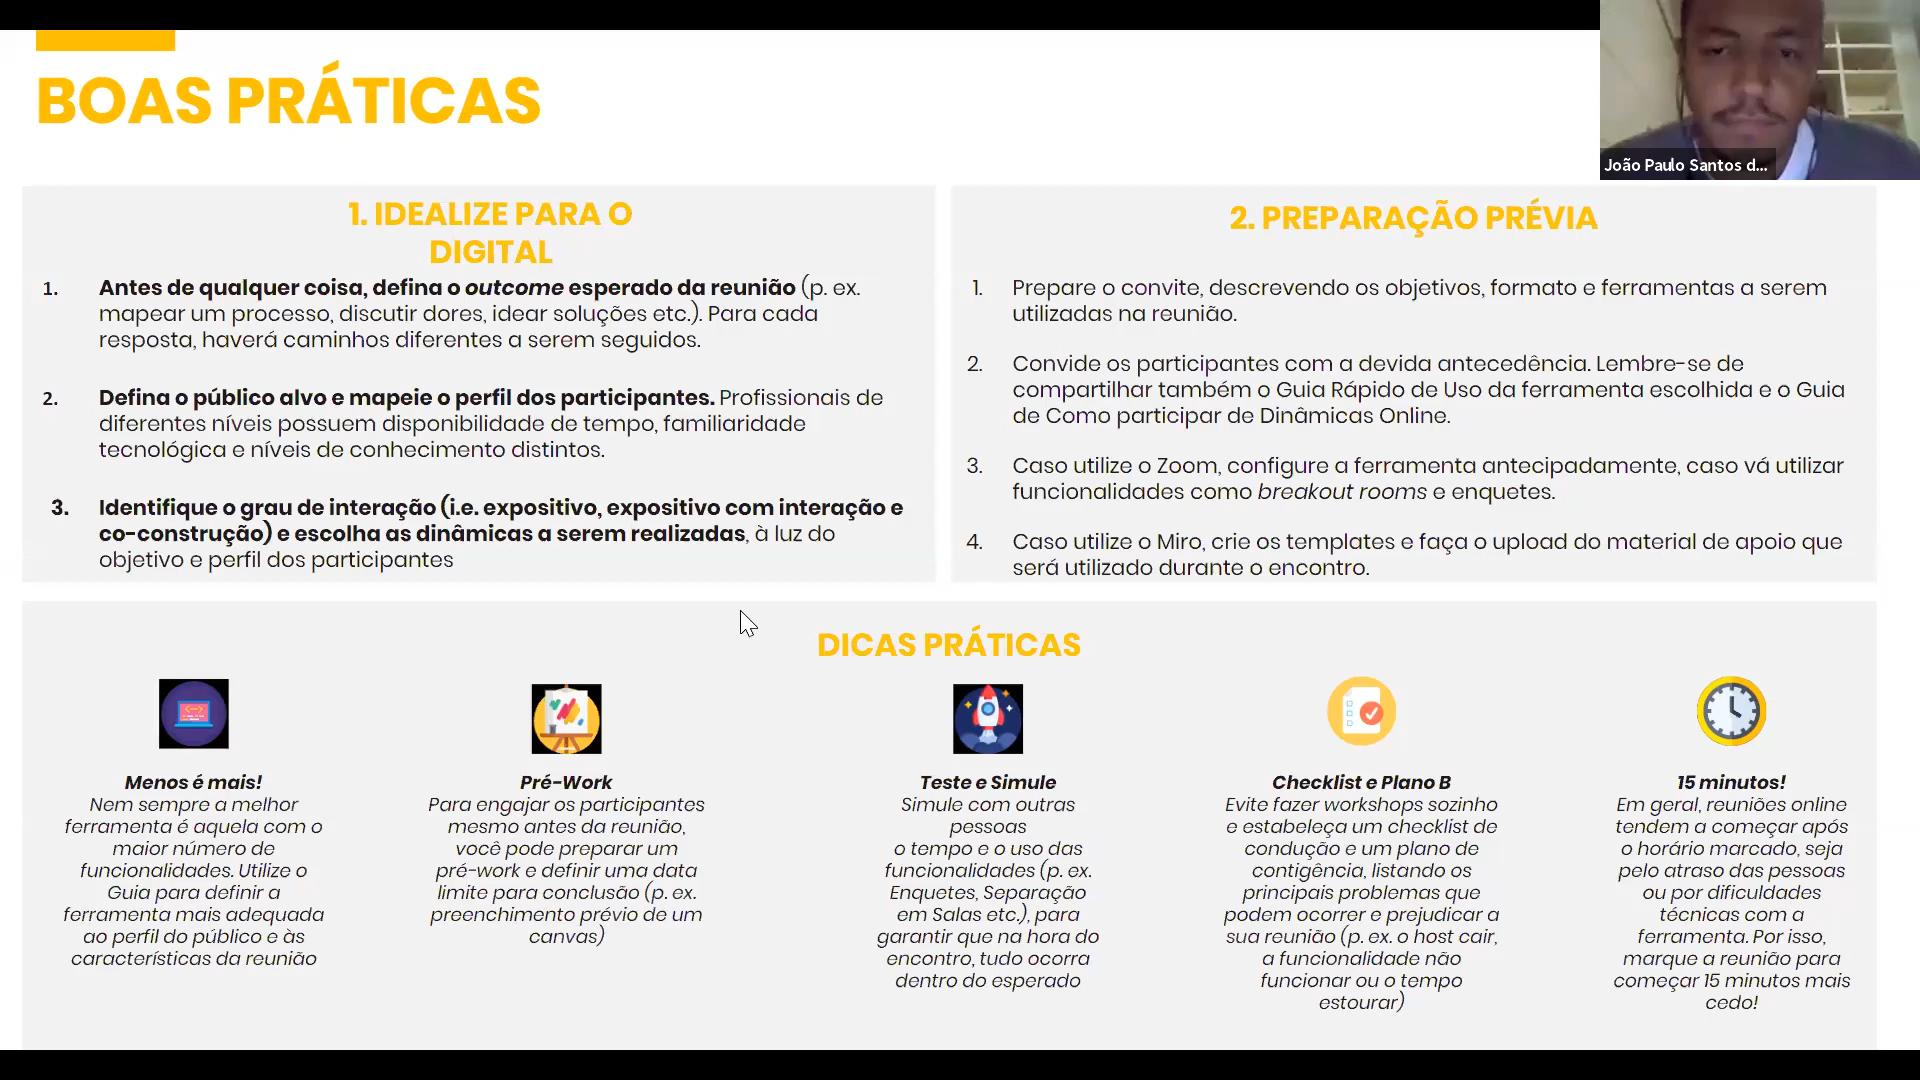 BOAS PRÁTICAS
João Paulo Santos d...
1. IDEALIZE PARA O
DIGITAL
1. Antes de qualquer coisa, defina o outcome esperado da reunião (p. ex.
mapear um processo, discutir dores, idear soluções etc.). Para cada
resposta, haverá caminhos diferentes a serem seguidos.
2. Defina o público alvo e mapeie o perfil dos participantes. Profissionais de
diferentes níveis possuem disponibilidade de tempo, familiaridade
tecnológica e níveis de conhecimento distintos.
3. Identifique o grau de interação (i.e. expositivo, expositivo com interação e
co-construção) e escolha as dinâmicas a serem realizadas, à luz do
objetivo e perfil dos participantes
2. PREPARAÇÃO PRÉVIA
1. Prepare o convite, descrevendo os objetivos, formato e ferramentas a serem
utilizadas na reunião.
2. Convide os participantes com a devida antecedência. Lembre-se de
compartilhar também o Guia Rápido de Uso da ferramenta escolhida e o Guia
de Como participar de Dinâmicas Online.
3. Caso utilize o Zoom, configure a ferramenta antecipadamente, caso vá utilizar
funcionalidades como breakout rooms e enquetes.
4. Caso utilize o Miro, crie os templates e faça o upload do material de apoio que
será utilizado durante o encontro.
DICAS PRÁTICAS
Menos é mais!
Nem sempre a melhor
ferramenta é aquela com o
maior número de
funcionalidades. Utilize o
Guia para definir a
ferramenta mais adequada
ao perfil do público e às
características da reunião
Pré-Work
Para engajar os participantes
mesmo antes da reunião,
você pode preparar um
pré-work e definir uma data
limite para conclusão (p. ex.
preenchimento prévio de um
canvas)
Teste e Simule
Simule com outras
pessoas
o tempo e o uso das
funcionalidades (p. ex.
Enquetes, Separação
em Salas etc.), para
garantir que na hora do
encontro, tudo ocorra
dentro do esperado
Checklist e Plano B
Evite fazer workshops sozinho
e estabeleça um checklist de
condução e um plano de
contigência, listando os
principais problemas que
podem ocorrer e prejudicar a
sua reunião (p. ex. o host cair,
a funcionalidade não
funcionar ou o tempo
estourar)
15 minutos!
Em geral, reuniões online
tendem a começar após
o horário marcado, seja
pelo atraso das pessoas
ou por dificuldades
técnicas com a
ferramenta. Por isso,
marque a reunião para
começar 15 minutos mais
cedo!